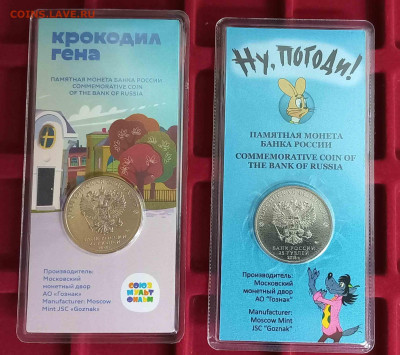 COINS.LAVE.RU
крокодил
гена
ПАМЯТНАЯ МОНЕТА БАНКА РОССИИ
COMMEMORATIVE COIN
OF THE BANK OF RUSSIA
Производитель:
Московский
монетный двор
АО "Гознак"
Manufacturer: Moscow
Mint JSC «Goznak»
СОЮЗ
МУЛЬТ
ФИЛЬМ
Ну, ПОГОДИ!
ПАМЯТНАЯ МОНЕТА
БАНКА РОССИИ
COMMEMORATIVE COIN OF
THE BANK OF RUSSIA
БАНК РОССИИ
25 РУБЛЕЙ
Производитель:
Московский
монетный двор
АО "Гознак"
Manufacturer:
Moscow Mint
JSC "Goznak"